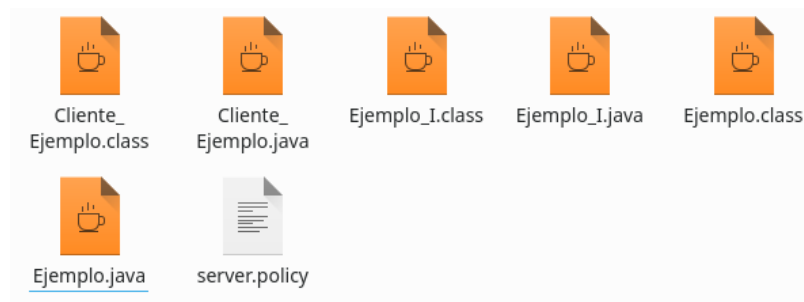 Cliente_ Cliente_ Ejemplo_I.class Ejemplo_I.java Ejemplo.class
Ejemplo.class Ejemplo.java
Ejemplo.java server.policy